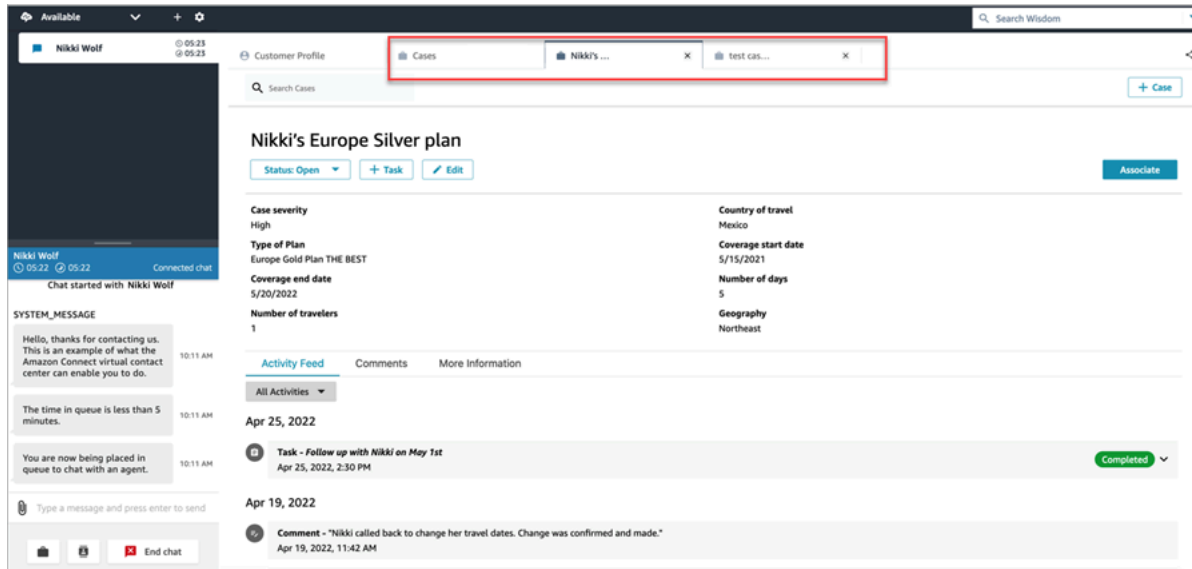 Available
Search Wisdom
Nikki Wolf
05:23
05:23
Customer Profile
Cases
Nikki's ...
test cas...
Search Cases
+ Case
Nikki's Europe Silver plan
Status: Open
+ Task
Edit
Associate
Case severity
High
Country of travel
Mexico
Type of Plan
Europe Gold Plan THE BEST
Coverage start date
5/15/2021
Coverage end date
5/20/2022
Number of days
5
Number of travelers
1
Geography
Northeast
Nikki Wolf
05:22 05:22 Connected chat
Chat started with Nikki Wolf
SYSTEM_MESSAGE
Hello, thanks for contacting us.
This is an example of what the
Amazon Connect virtual contact
center can enable you to do.
10:11 AM
The time in queue is less than 5
minutes.
10:11 AM
You are now being placed in
queue to chat with an agent.
10:11 AM
Type a message and press enter to send
End chat
Activity Feed Comments More Information
All Activities
Apr 25, 2022
Task - Follow up with Nikki on May 1st
Apr 25, 2022, 2:30 PM
Completed
Apr 19, 2022
Comment - "Nikki called back to change her travel dates. Change was confirmed and made."
Apr 19, 2022, 11:42 AM